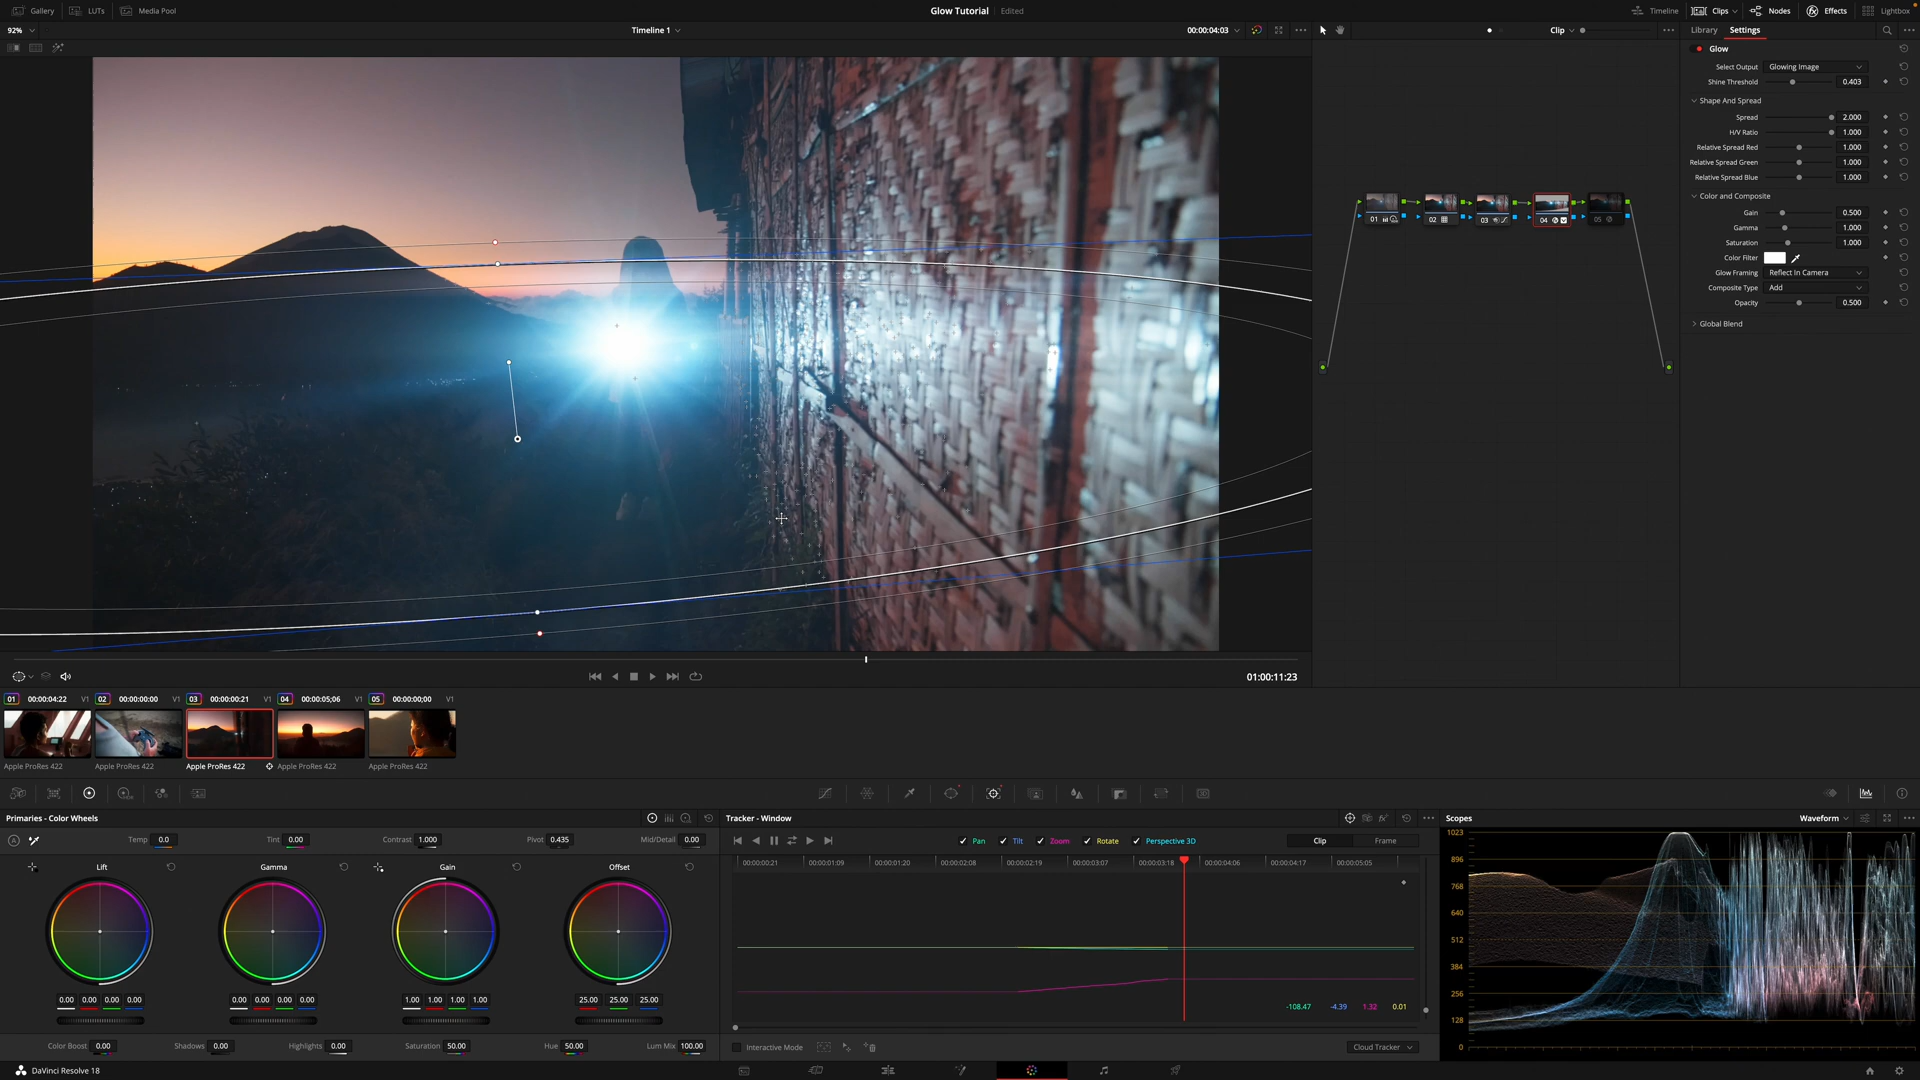 Gallery LUTs Media Pool Glow Tutorial Edited Timeline Clips Nodes Effects Lightbox
92% Timeline 1 00:00:04:03 Clip Library Settings
Glow
Select Output Glowing Image
Shine Threshold 0.403
Shape And Spread
Spread 2.000
H/V Ratio 1.000
Relative Spread Red 1.000
Relative Spread Green 1.000
Relative Spread Blue 1.000
Color and Composite
Gain 0.500
Gamma 1.000
Saturation 1.000
Color Filter
Glow Framing Reflect In Camera
Composite Type Add
Opacity 0.500
Global Blend
01 02 03 04 05
01:00:11:23
01 00:00:04:22 V1 02 00:00:00:00 V1 03 00:00:00:21 V1 04 00:00:05;06 V1 05 00:00:00;00 V1
Apple ProRes 422 Apple ProRes 422 Apple ProRes 422 Apple ProRes 422 Apple ProRes 422
Primaries - Color Wheels Tracker - Window Scopes Waveform
Temp 0.0 Tint 0.00 Contrast 1.000 Pivot 0.435 Mid/Detail 0.00
Pan Tilt Zoom Rotate Perspective 3D Clip Frame
Lift Gamma Gain Offset
00:00:00:21 00:00:01:09 00:00:01:20 00:00:02:08 00:00:02:19 00:00:03:07 00:00:03:18 00:00:04:06 00:00:04:17 00:00:05:05
1023
896
768
640
512
384
256
128
0
0.00 0.00 0.00 0.00 0.00 0.00 0.00 0.00 1.00 1.00 1.00 1.00 25.00 25.00 25.00
-108.47 -4.39 1.32 0.01
Color Boost 0.00 Shadows 0.00 Highlights 0.00 Saturation 50.00 Hue 50.00 Lum Mix 100.00
Interactive Mode Cloud Tracker
DaVinci Resolve 18